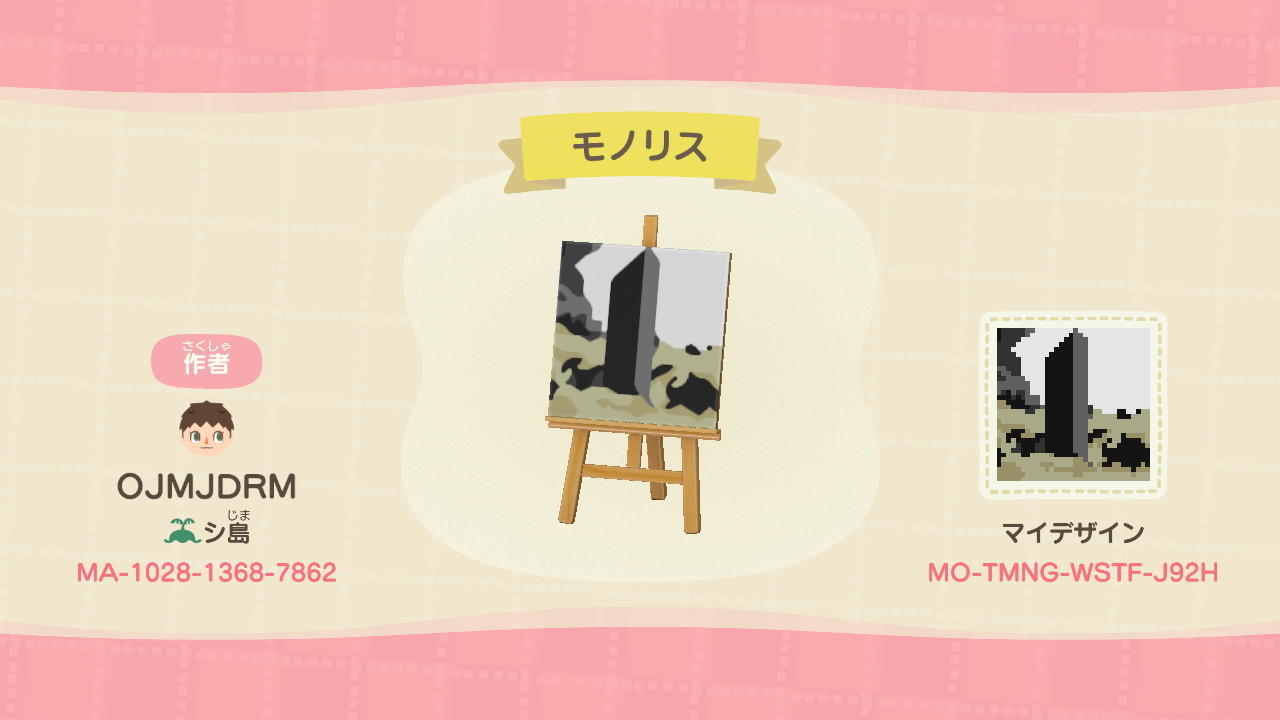 モノリス
さくしゃ
作者
OJMJDRM
じま
シ島
MA-1028-1368-7862
マイデザイン
MO-TMNG-WSTF-J92H